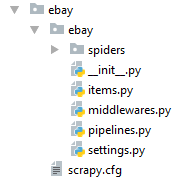 ebay
ebay
spiders
__init__.py
items.py
middlewares.py
pipelines.py
settings.py
scrapy.cfg